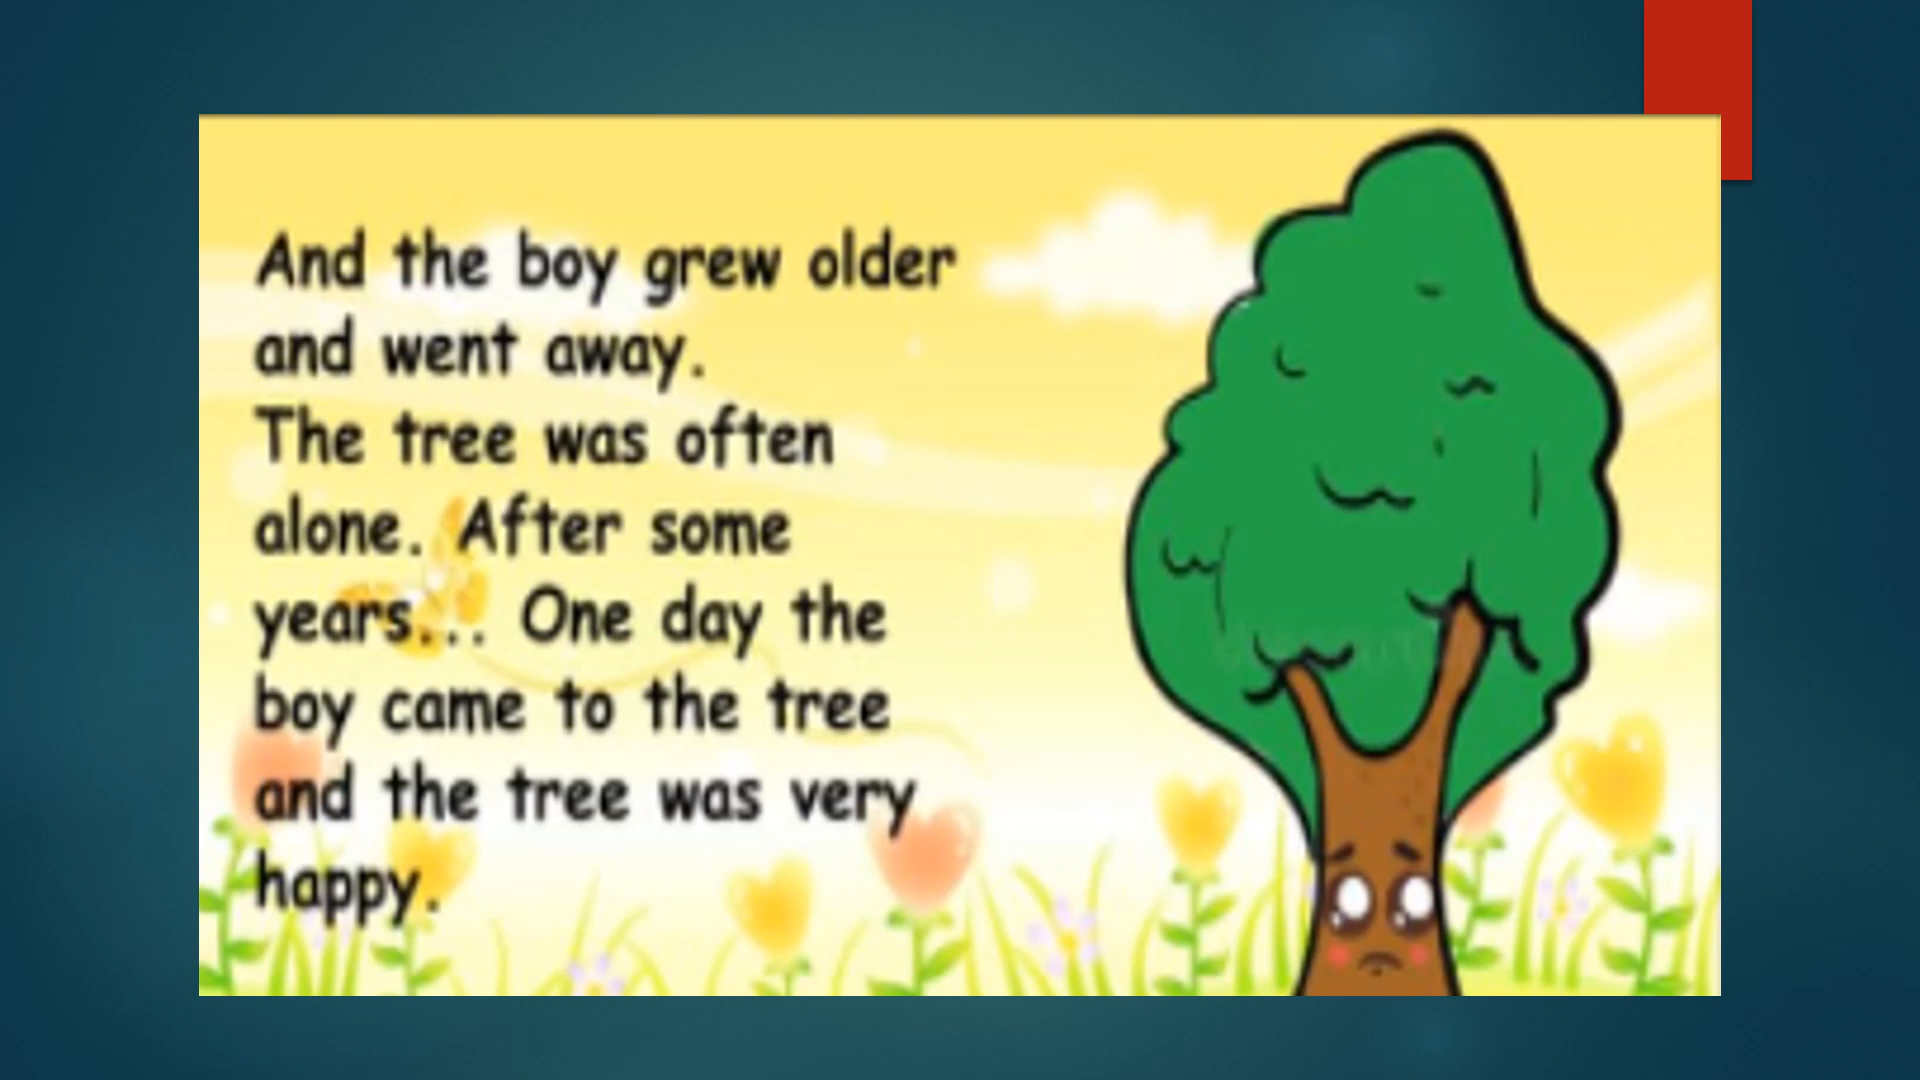 And the boy grew older
and went away.
The tree was often
alone. After some
years... One day the
boy came to the tree
and the tree was very
happy.